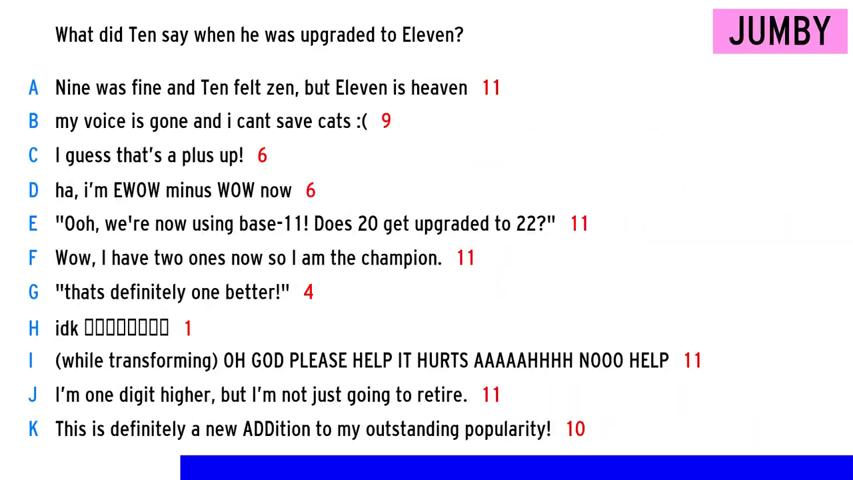 What did Ten say when he was upgraded to Eleven?
JUMBY
A Nine was fine and Ten felt zen, but Eleven is heaven 11
B my voice is gone and i cant save cats :( 9
C I guess that's a plus up! 6
D ha, i'm EWOW minus WOW now 6
E "Ooh, we're now using base-11! Does 20 get upgraded to 22?" 11
F Wow, I have two ones now so I am the champion. 11
G "thats definitely one better!" 4
H idk ▯▯▯▯▯▯▯▯ 1
I (while transforming) OH GOD PLEASE HELP IT HURTS AAAAAHHHH NOOO HELP 11
J I'm one digit higher, but I'm not just going to retire. 11
K This is definitely a new ADDition to my outstanding popularity! 10